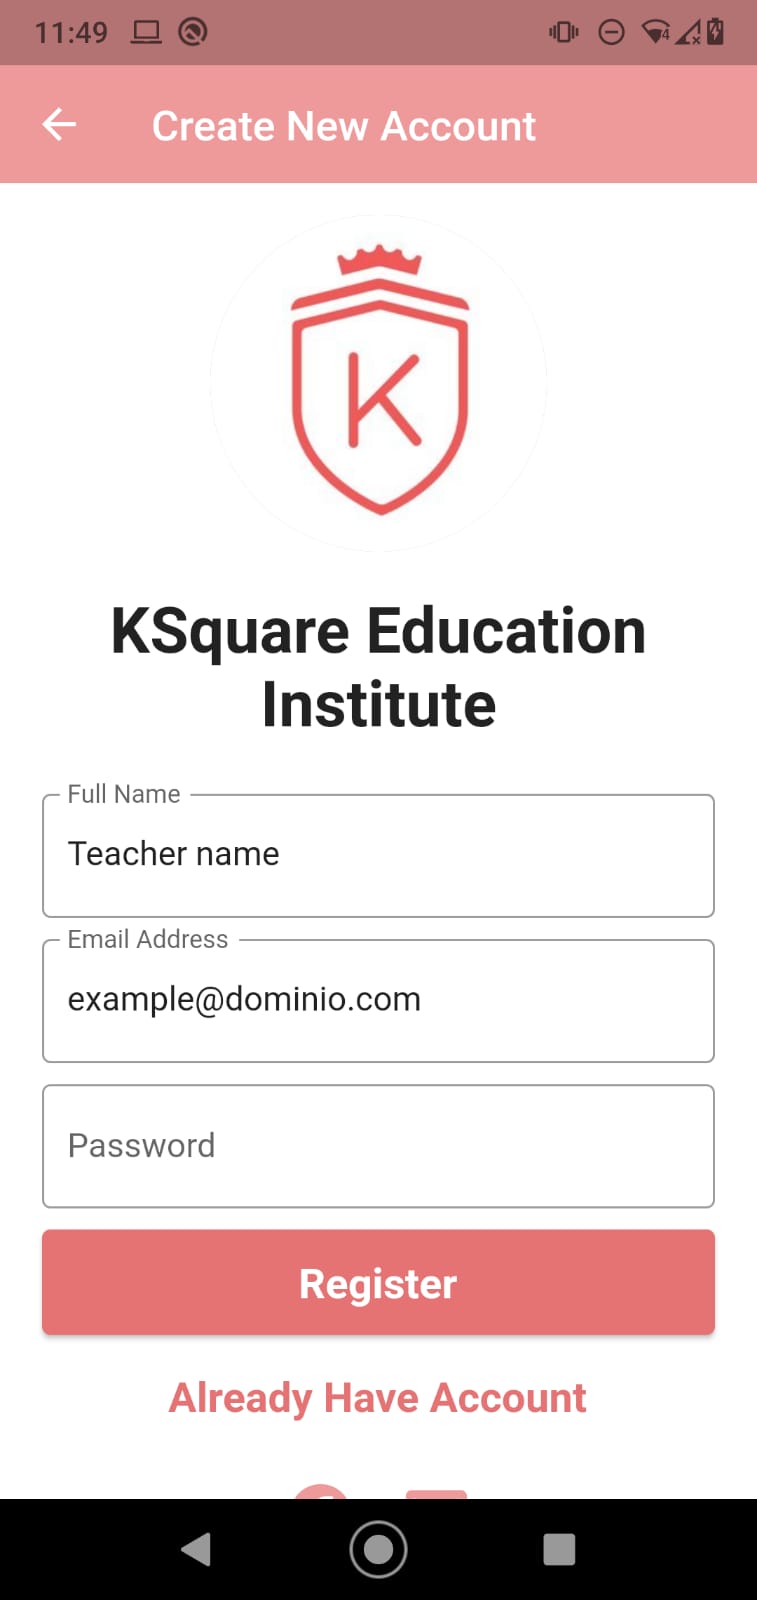 11:49
4
Create New Account
K
KSquare Education
Institute
Full Name
Teacher name
Email Address
example@dominio.com
Password
Register
Already Have Account